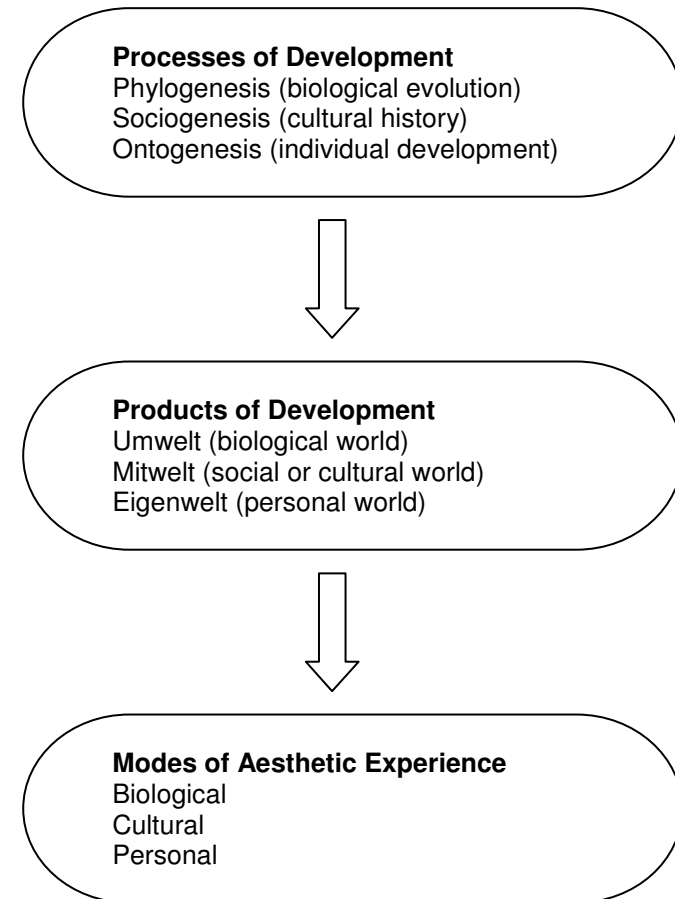 Processes of Development
Phylogenesis (biological evolution)
Sociogenesis (cultural history)
Ontogenesis (individual development)
Products of Development
Umwelt (biological world)
Mitwelt (social or cultural world)
Eigenwelt (personal world)
Modes of Aesthetic Experience
Biological
Cultural
Personal